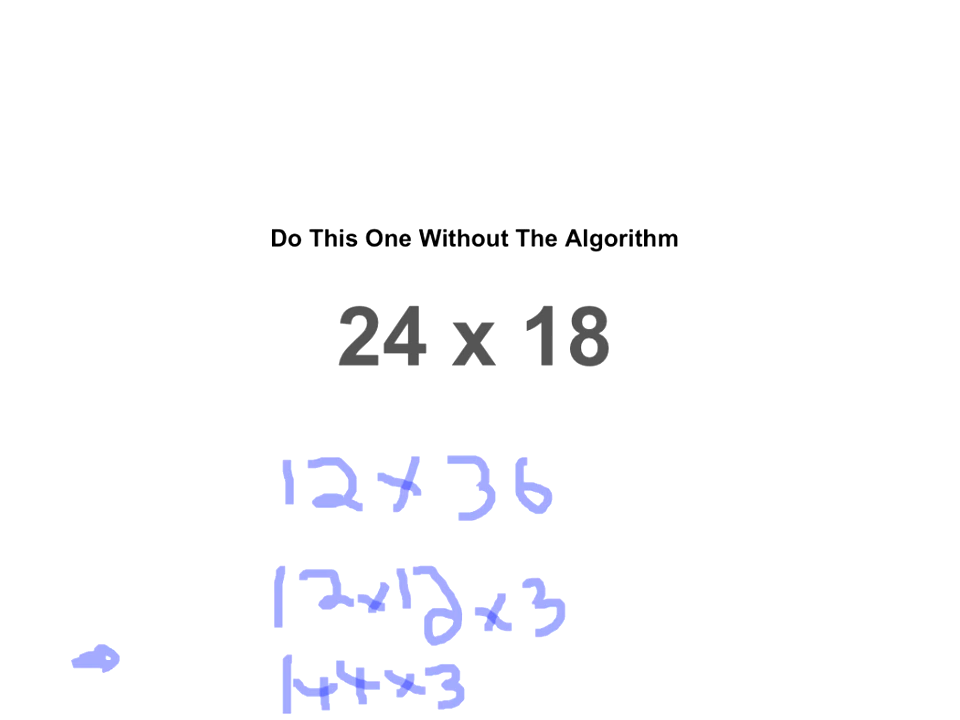 Do This One Without The Algorithm
24 x 18
12 x 36
12 x 12 x 3
144 x 3